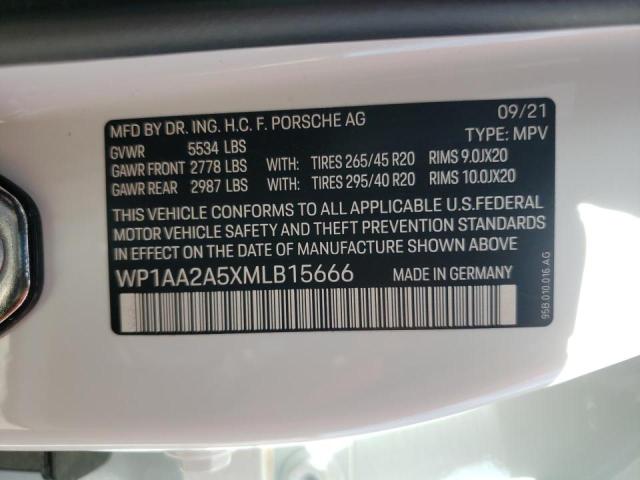 09/21
MFD BY DR. ING. H.C. F. PORSCHE AG
TYPE: MPV
GVWR 5534 LBS
GAWR FRONT 2778 LBS WITH: TIRES 265/45 R20 RIMS 9.0JX20
GAWR REAR 2987 LBS WITH: TIRES 295/40 R20 RIMS 10.0JX20
THIS VEHICLE CONFORMS TO ALL APPLICABLE U.S.FEDERAL
MOTOR VEHICLE SAFETY AND THEFT PREVENTION STANDARDS
IN EFFECT ON THE DATE OF MANUFACTURE SHOWN ABOVE
WP1AA2A5XMLB15666 MADE IN GERMANY
95B.010.016.AG